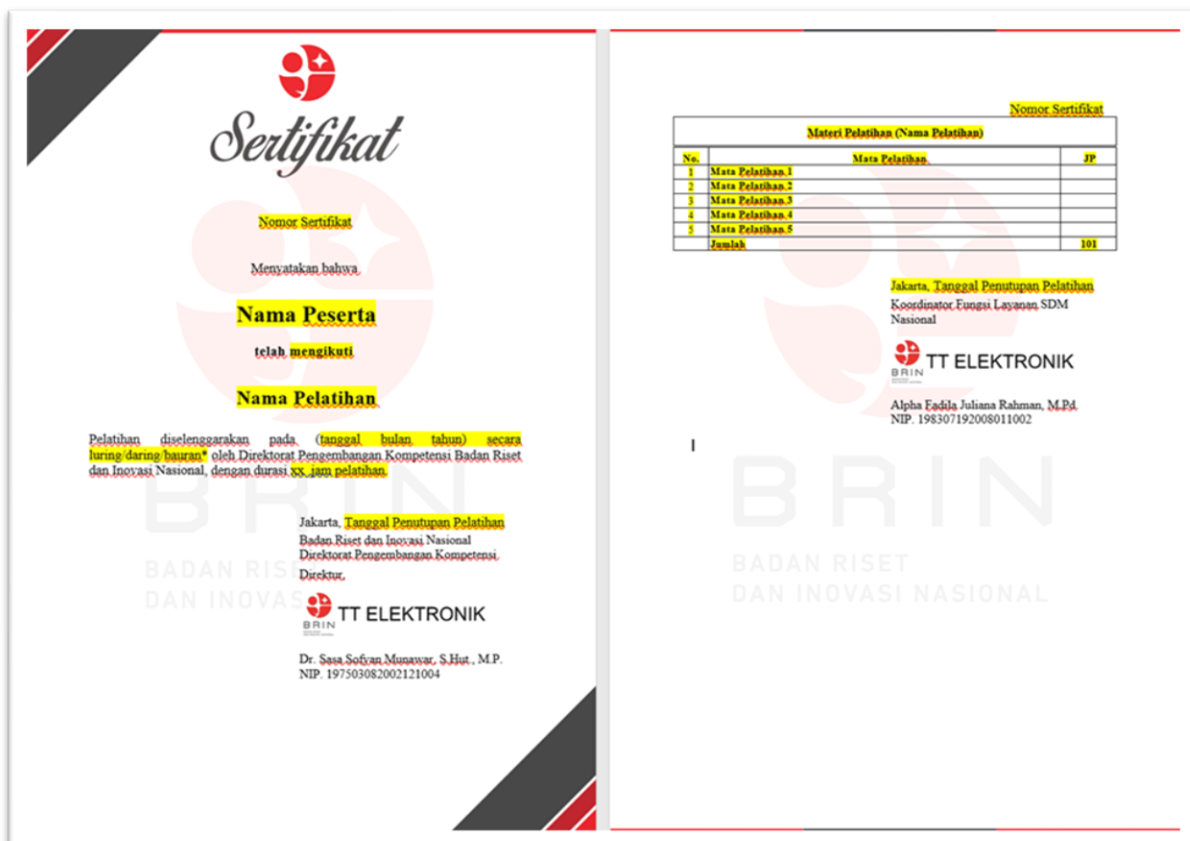 Sertifikat
Nomor Sertifikat
Menyatakan bahwa
Nama Peserta
telah mengikuti
Nama Pelatihan
Pelatihan diselenggarakan pada (tanggal bulan tahun) secara
luring/daring/bauran* oleh Direktorat Pengembangan Kompetensi Badan Riset
dan Inovasi Nasional, dengan durasi xx jam pelatihan.
BRIN
BADAN RISET
DAN INOVASI
Jakarta, Tanggal Penutupan Pelatihan
Badan Riset dan Inovasi Nasional
Direktorat Pengembangan Kompetensi
Direktur,
BRIN
TT ELEKTRONIK
Dr. Sasa Sofyan Munawar, S.Hut., M.P.
NIP. 197503082002121004
Nomor Sertifikat
Materi Pelatihan (Nama Pelatihan)
No. Mata Pelatihan JP
1 Mata Pelatihan 1
2 Mata Pelatihan 2
3 Mata Pelatihan 3
4 Mata Pelatihan 4
5 Mata Pelatihan 5
Jumlah 101
Jakarta, Tanggal Penutupan Pelatihan
Koordinator Fungsi Layanan SDM
Nasional
BRIN
TT ELEKTRONIK
Alpha Fadila Juliana Rahman, M.Pd.
NIP. 198307192008011002
BRIN
BADAN RISET
DAN INOVASI NASIONAL